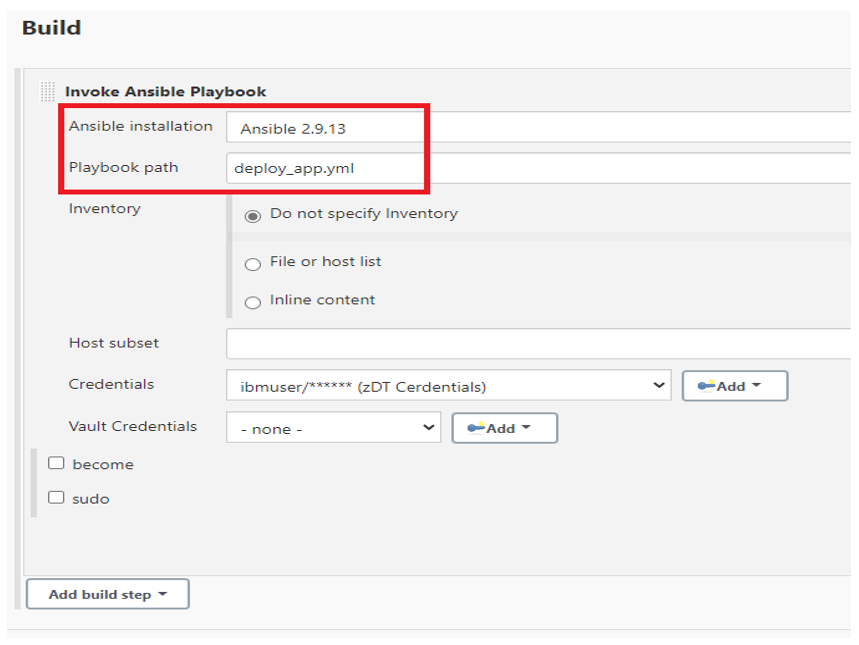 Build
Invoke Ansible Playbook
Ansible installation
Ansible 2.9.13
Playbook path
deploy_app.yml
Inventory
Do not specify Inventory
File or host list
Inline content
Host subset
Credentials
ibmuser/****** (zDT Cerdentials)
Add
Vault Credentials
- none -
Add
become
sudo
Add build step